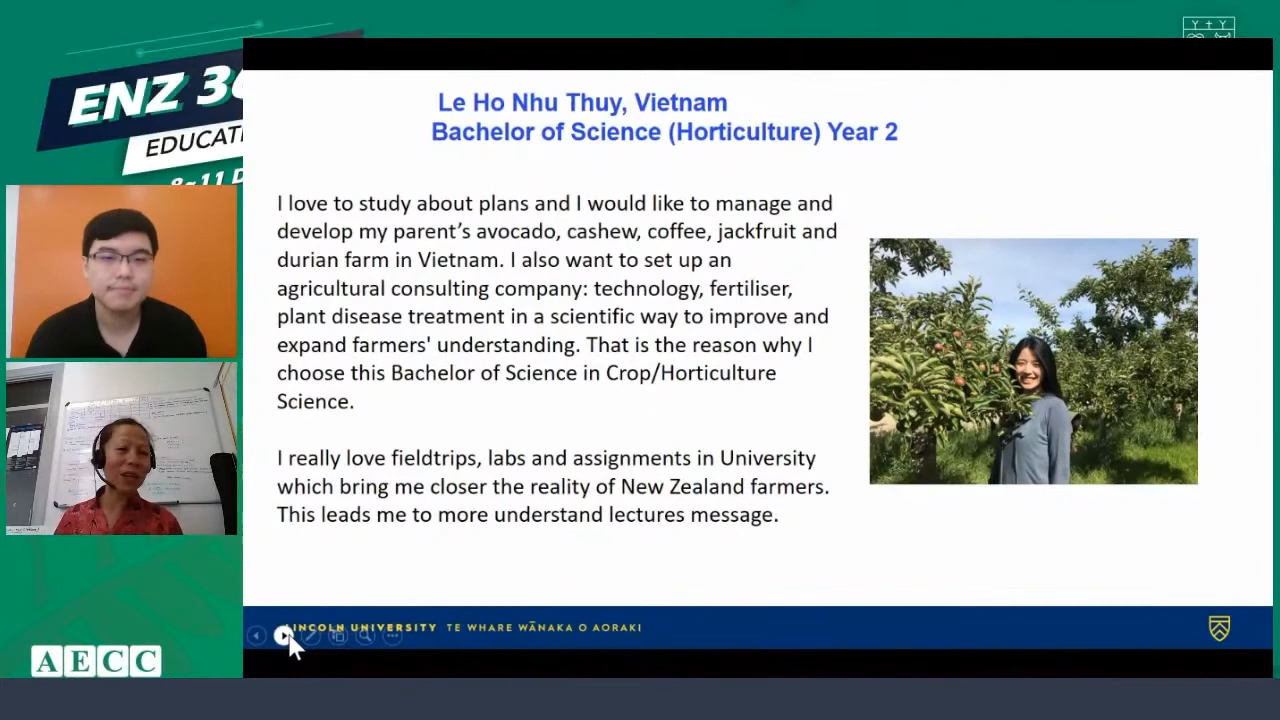 ENZ 36
EDUCATI
8-11 D
Le Ho Nhu Thuy, Vietnam
Bachelor of Science (Horticulture) Year 2
I love to study about plans and I would like to manage and
develop my parent’s avocado, cashew, coffee, jackfruit and
durian farm in Vietnam. I also want to set up an
agricultural consulting company: technology, fertiliser,
plant disease treatment in a scientific way to improve and
expand farmers' understanding. That is the reason why I
choose this Bachelor of Science in Crop/Horticulture
Science.
I really love fieldtrips, labs and assignments in University
which bring me closer the reality of New Zealand farmers.
This leads me to more understand lectures message.
LINCOLN UNIVERSITY TE WHARE WĀNAKA O AORAKI
AECC